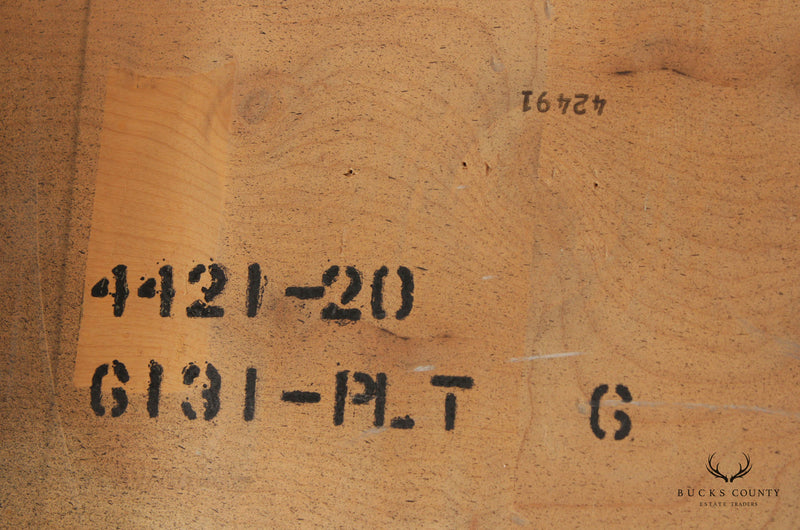 42491
4421-20
6131-PLT 6
BUCKS COUNTY
ESTATE TRADERS